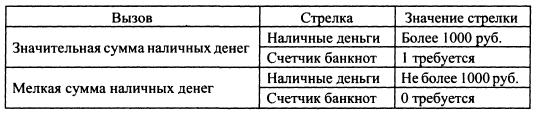 Вызов Стрелка Значение стрелки
Значительная сумма наличных денег Наличные деньги Более 1000 руб.
Счетчик банкнот 1 требуется
Мелкая сумма наличных денег Наличные деньги Не более 1000 руб.
Счетчик банкнот 0 требуется